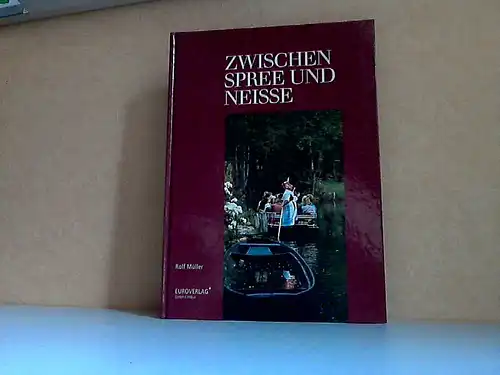 ZWISCHEN
SPREE UND
NEISSE
Rolf Müller
EUROVERLAG